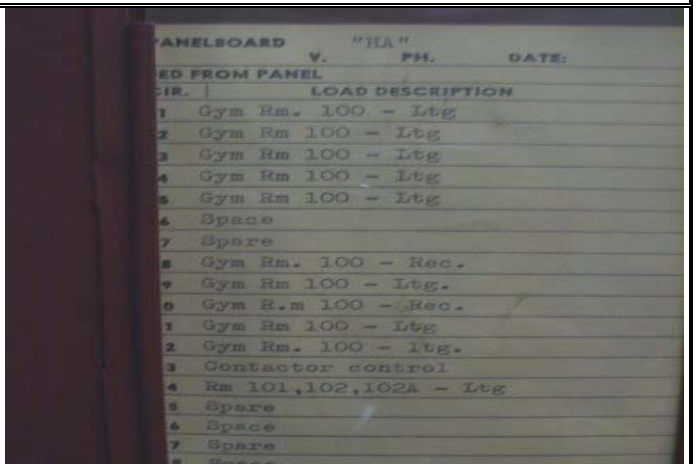 PANELBOARD "HA"
V. PH. DATE:
ED FROM PANEL
CIR. LOAD DESCRIPTION
1 Gym Rm. 100 - Ltg
2 Gym Rm 100 - Ltg
3 Gym Rm 100 - Ltg
4 Gym Rm 100 - Ltg
5 Gym Rm 100 - Ltg
6 Space
7 Spare
8 Gym Rm. 100 - Rec.
9 Gym Rm 100 - Ltg.
0 Gym R.m 100 - Rec.
1 Gym Rm 100 - Ltg
2 Gym Rm. 100 - ltg.
3 Contactor control
4 Rm 101,102,102A - Ltg
5 Spare
6 Space
7 Spare
8 Space